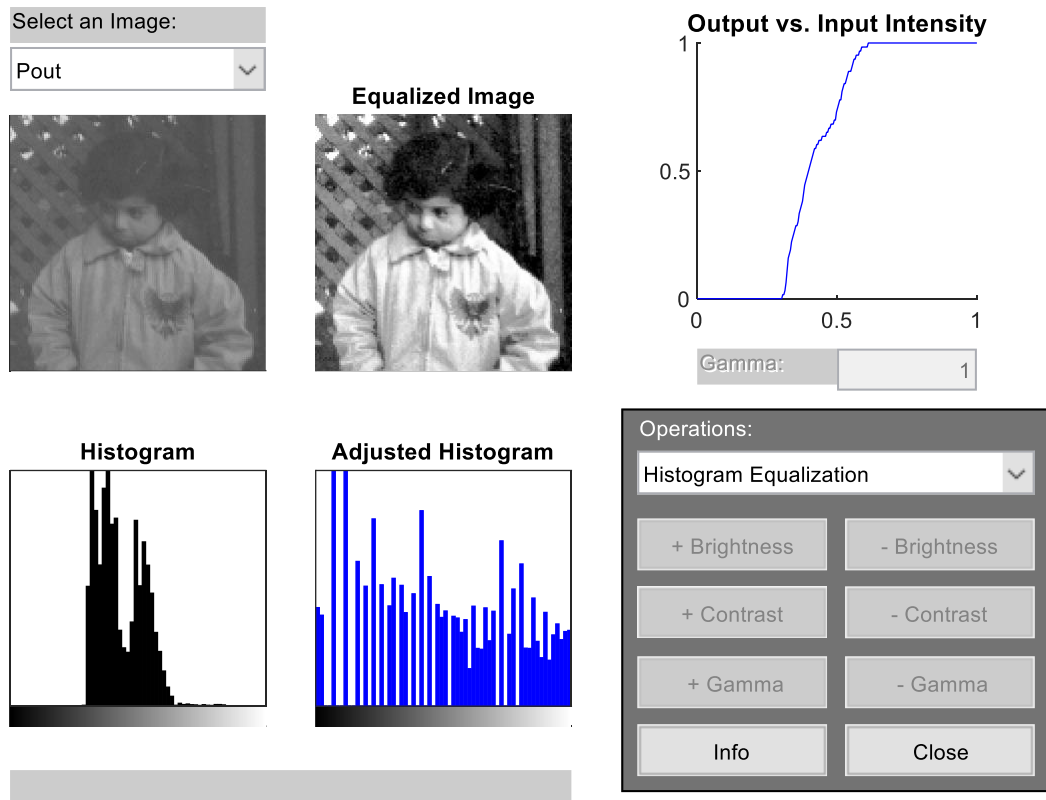 Select an Image:
Pout
Equalized Image
Output vs. Input Intensity
1
0.5
0
0
0.5
1
Gamma:
1
Histogram
Adjusted Histogram
Operations:
Histogram Equalization
+ Brightness
- Brightness
+ Contrast
- Contrast
+ Gamma
- Gamma
Info
Close